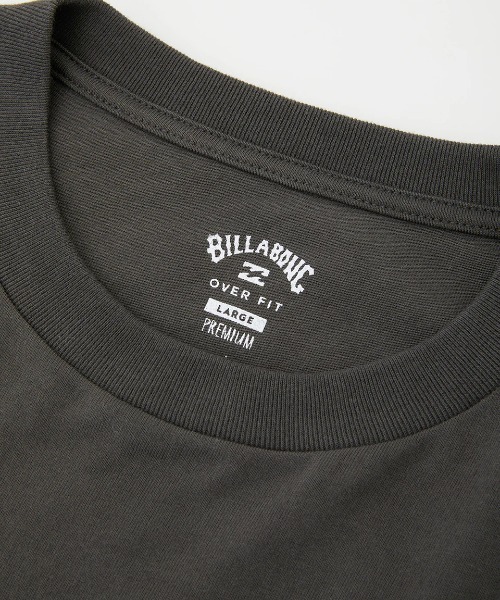 BILLABONG
OVER FIT
LARGE
PREMIUM